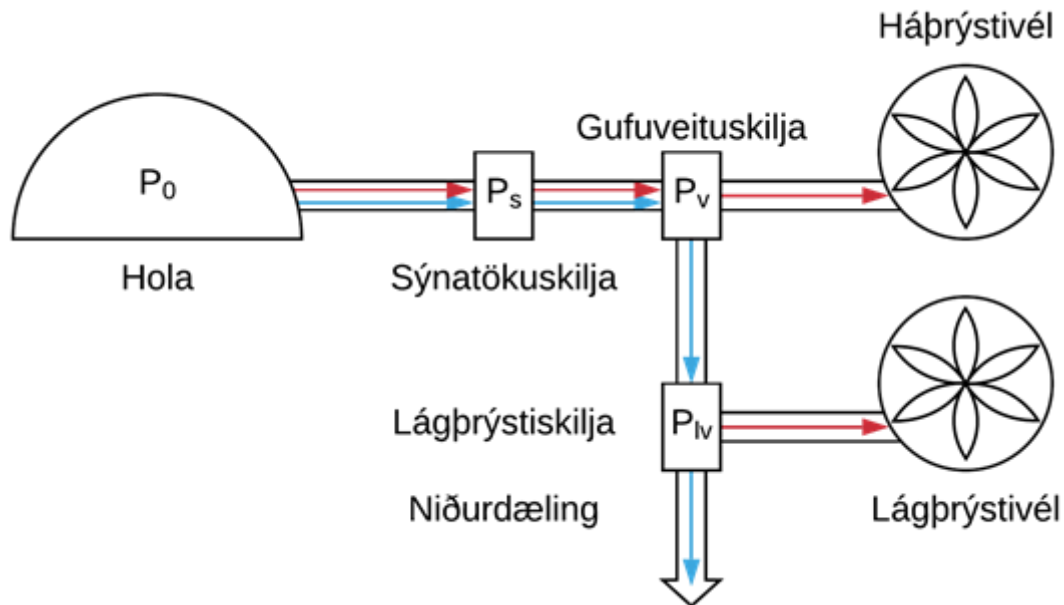 Háþrýstivél
Gufuveituskilja
P₀
Pₛ
Pᵥ
Hola
Sýnatökuskilja
Lágþrýstiskilja
Plv
Niðurdæling
Lágþrýstivél